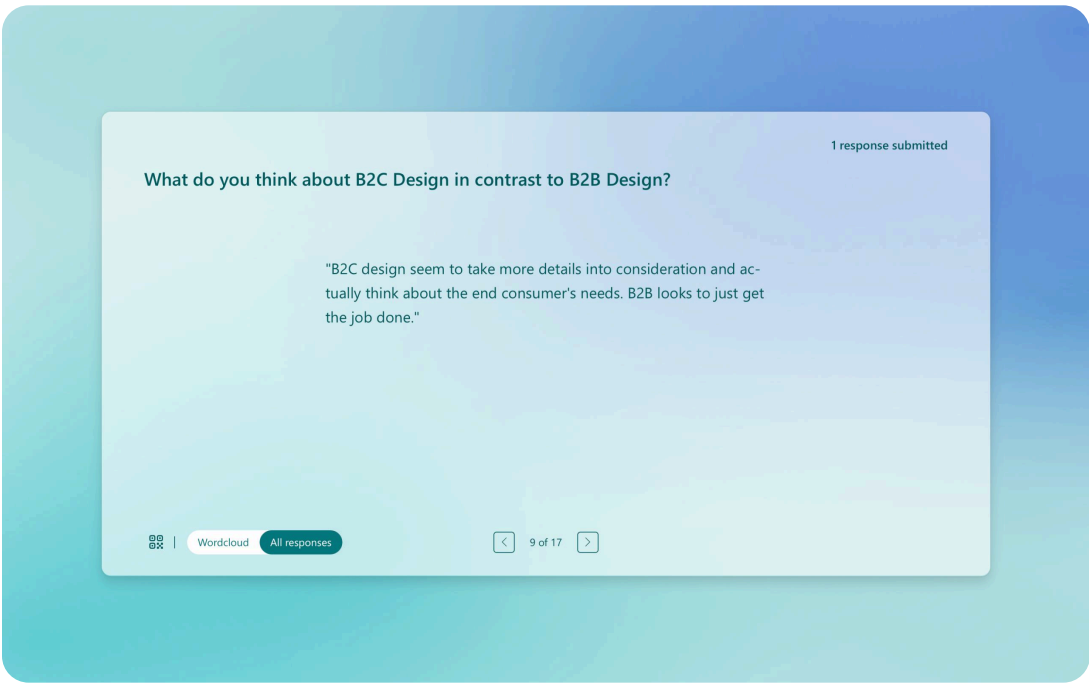 1 response submitted
What do you think about B2C Design in contrast to B2B Design?
"B2C design seem to take more details into consideration and ac-
tually think about the end consumer's needs. B2B looks to just get
the job done."
Wordcloud
All responses
9 of 17